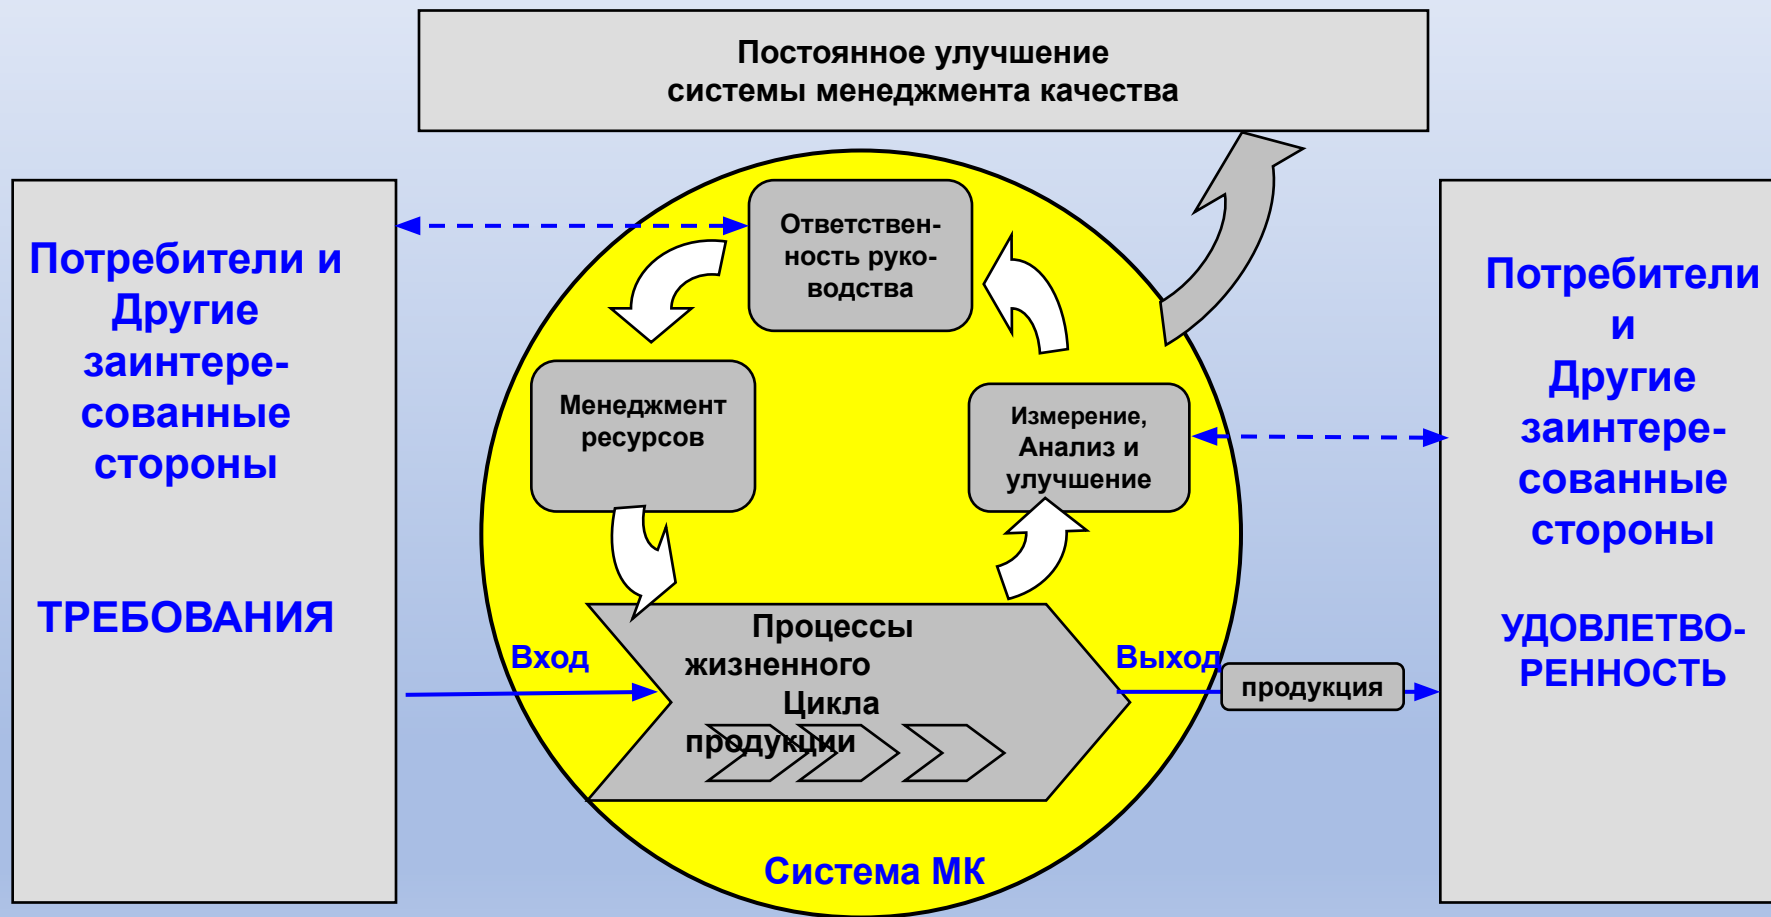 Постоянное улучшение
системы менеджмента качества
Потребители и
Другие
заинтере-
сованные
стороны
ТРЕБОВАНИЯ
Ответствен-
ность руко-
водства
Менеджмент
ресурсов
Измерение,
Анализ и
улучшение
Вход
Процессы
жизненного
Цикла
продукции
Выход
продукция
Система МК
Потребители
и
Другие
заинтере-
сованные
стороны
УДОВЛЕТВО-
РЕННОСТЬ